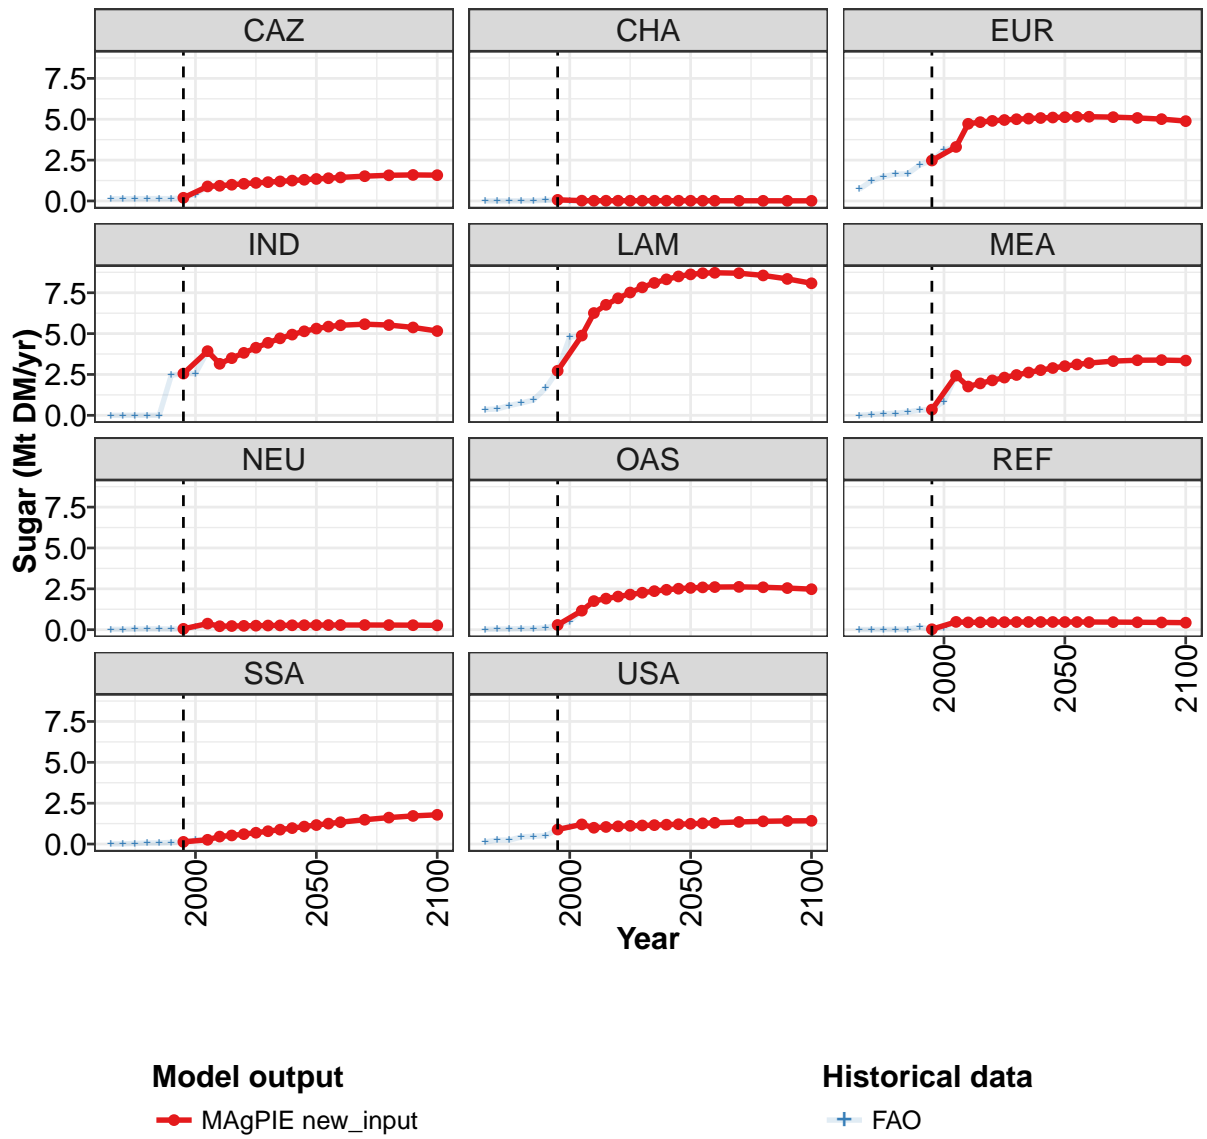 CAZ CHA EUR
7.5
5.0
2.5
0.0
IND LAM MEA
7.5
5.0
2.5
0.0
NEU OAS REF
7.5
5.0
2.5
0.0
2000 2050 2100
SSA USA
7.5
5.0
2.5
0.0
2000 2050 2100 2000 2050 2100
Sugar (Mt DM/yr)
Year
Model output Historical data
MAgPIE new_input FAO